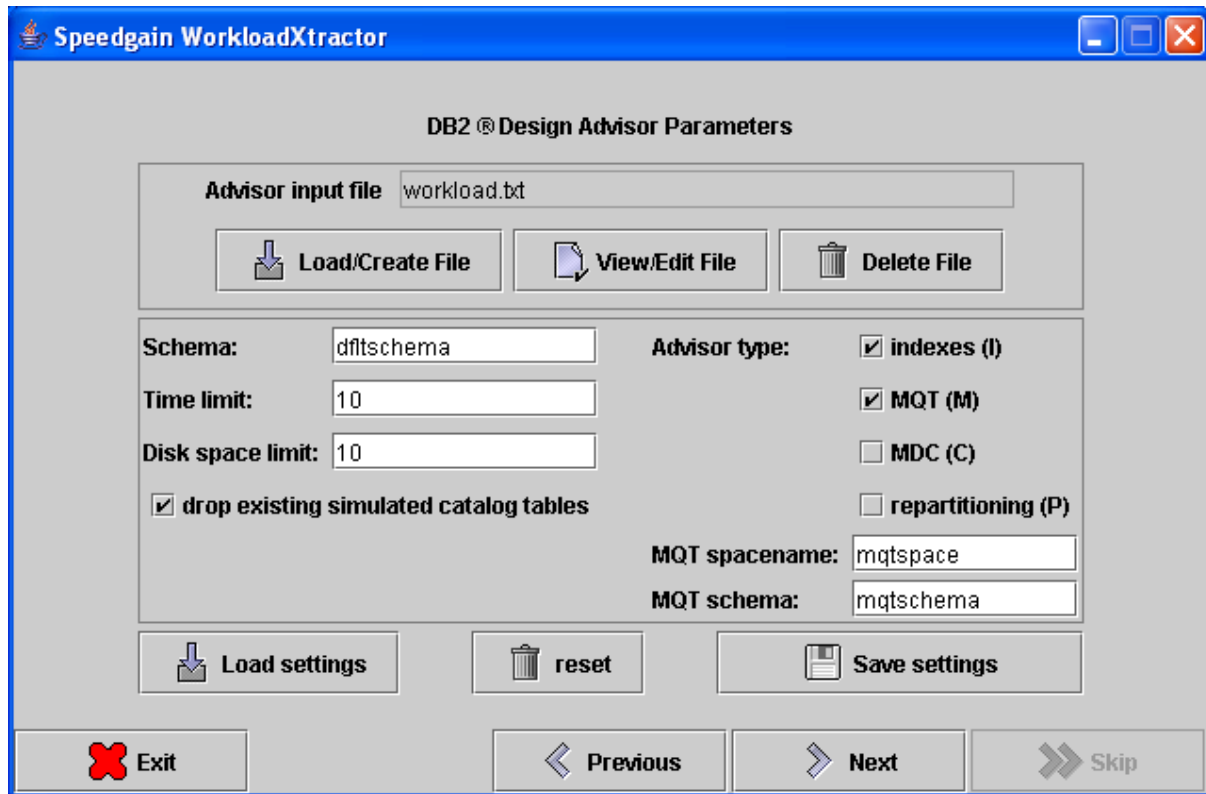 Speedgain WorkloadXtractor
DB2 ® Design Advisor Parameters
Advisor input file workload.txt
Load/Create File View/Edit File Delete File
Schema: dfltschema Advisor type: indexes (I)
Time limit: 10 MQT (M)
Disk space limit: 10 MDC (C)
drop existing simulated catalog tables repartitioning (P)
MQT spacename: mqtspace
MQT schema: mqtschema
Load settings reset Save settings
Exit Previous Next Skip